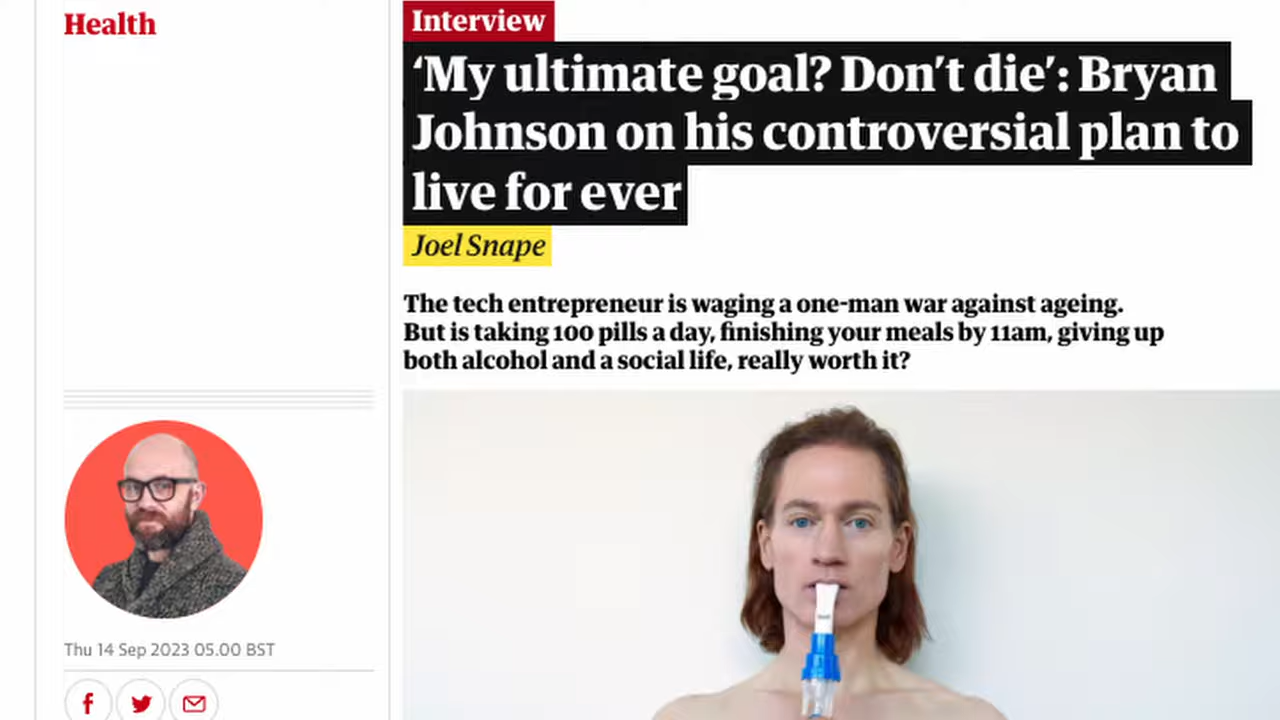 Health
Interview
‘My ultimate goal? Don’t die’: Bryan
Johnson on his controversial plan to
live for ever
Joel Snape
The tech entrepreneur is waging a one-man war against ageing.
But is taking 100 pills a day, finishing your meals by 11am, giving up
both alcohol and a social life, really worth it?
Thu 14 Sep 2023 05.00 BST